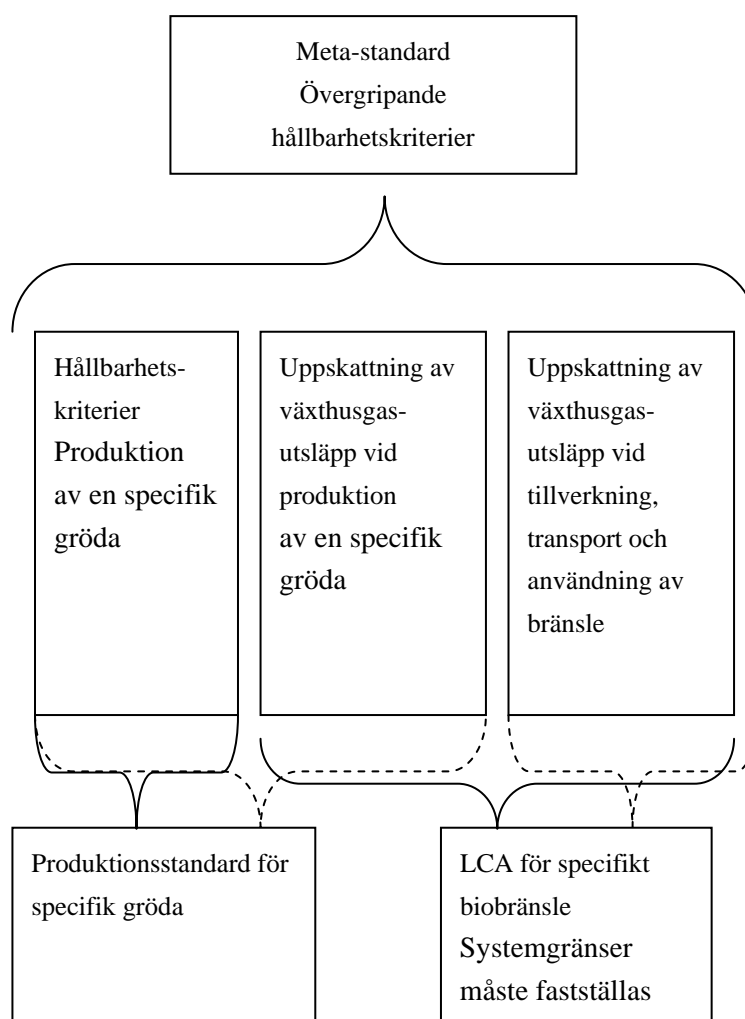 Meta-standard
Övergripande
hållbarhetskriterier
Hållbarhets-
kriterier
Produktion
av en specifik
gröda
Uppskattning av
växthusgas-
utsläpp vid
produktion
av en specifik
gröda
Uppskattning av
växthusgas-
utsläpp vid
tillverkning,
transport och
användning av
bränsle
Produktionsstandard för
specifik gröda
LCA för specifikt
biobränsle
Systemgränser
måste fastställas